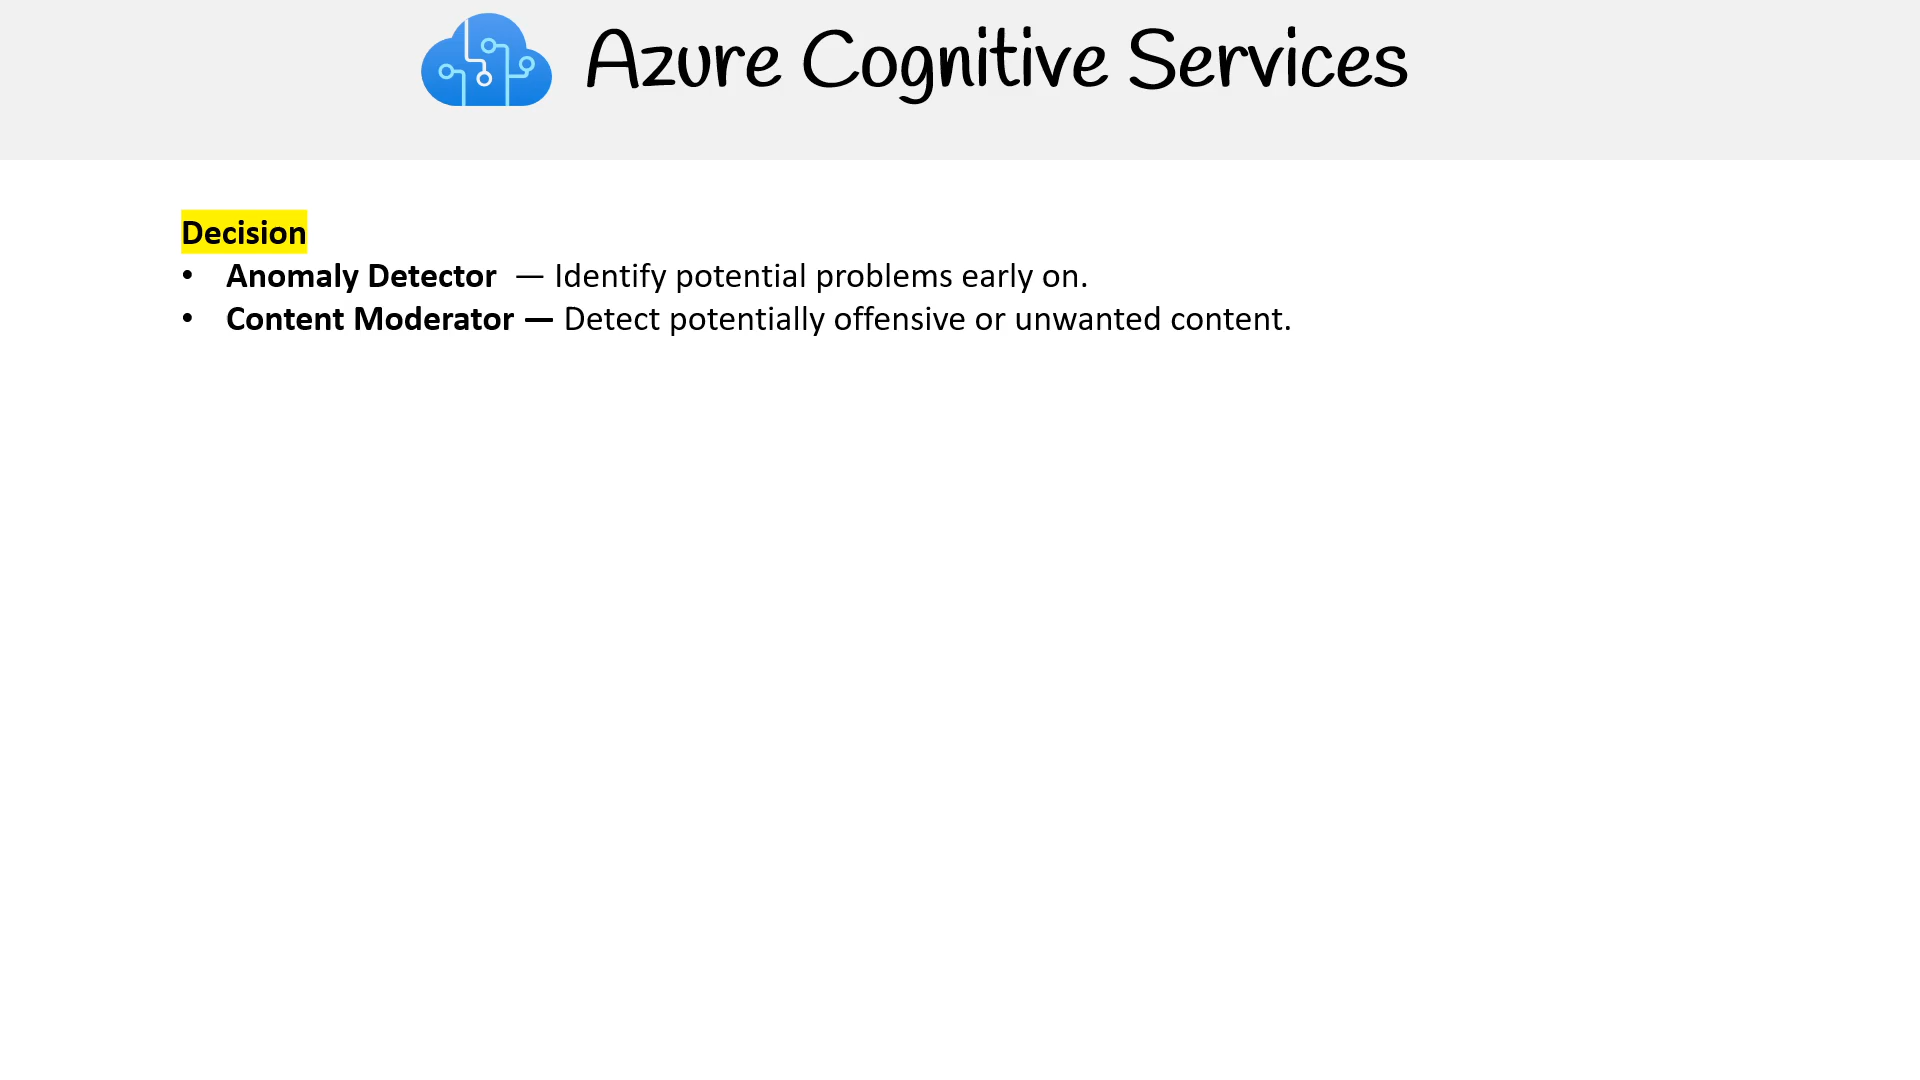 Azure Cognitive Services
Decision
• Anomaly Detector — Identify potential problems early on.
• Content Moderator — Detect potentially offensive or unwanted content.